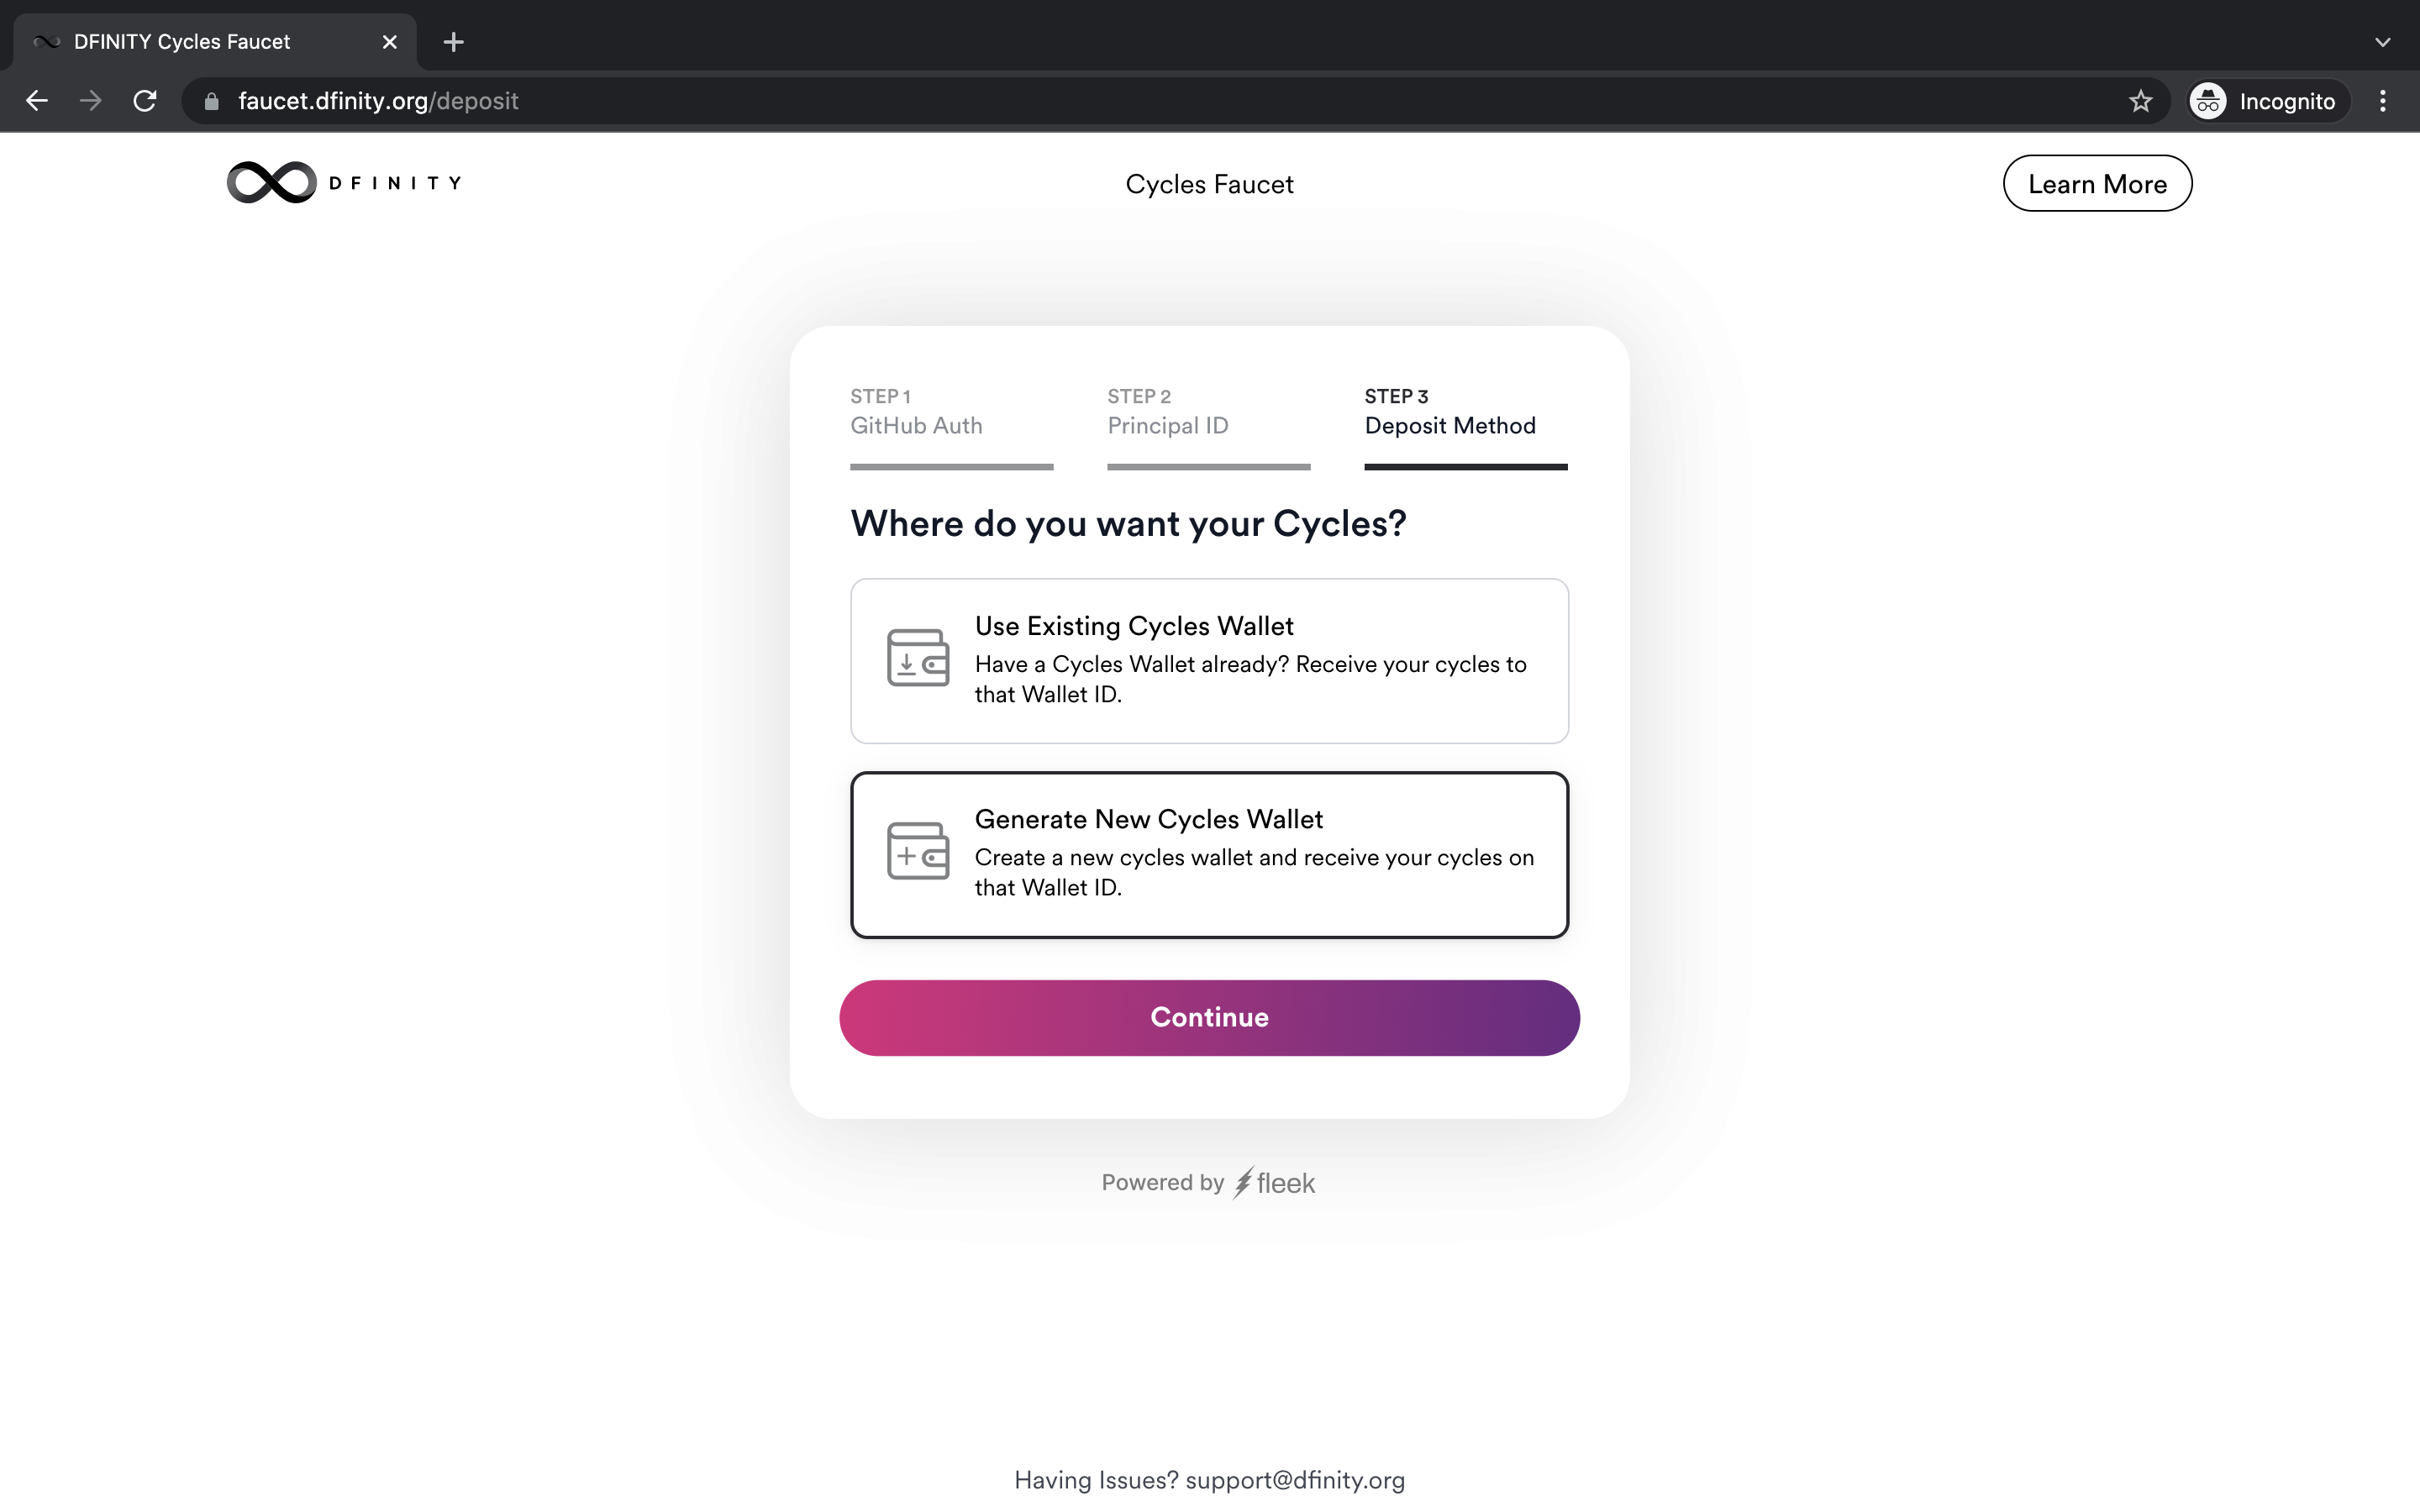 DFINITY Cycles Faucet
faucet.dfinity.org/deposit
Incognito
DFINITY
Cycles Faucet
Learn More
STEP 1
GitHub Auth
STEP 2
Principal ID
STEP 3
Deposit Method
Where do you want your Cycles?
Use Existing Cycles Wallet
Have a Cycles Wallet already? Receive your cycles to
that Wallet ID.
Generate New Cycles Wallet
Create a new cycles wallet and receive your cycles on
that Wallet ID.
Continue
Powered by fleek
Having Issues? support@dfinity.org